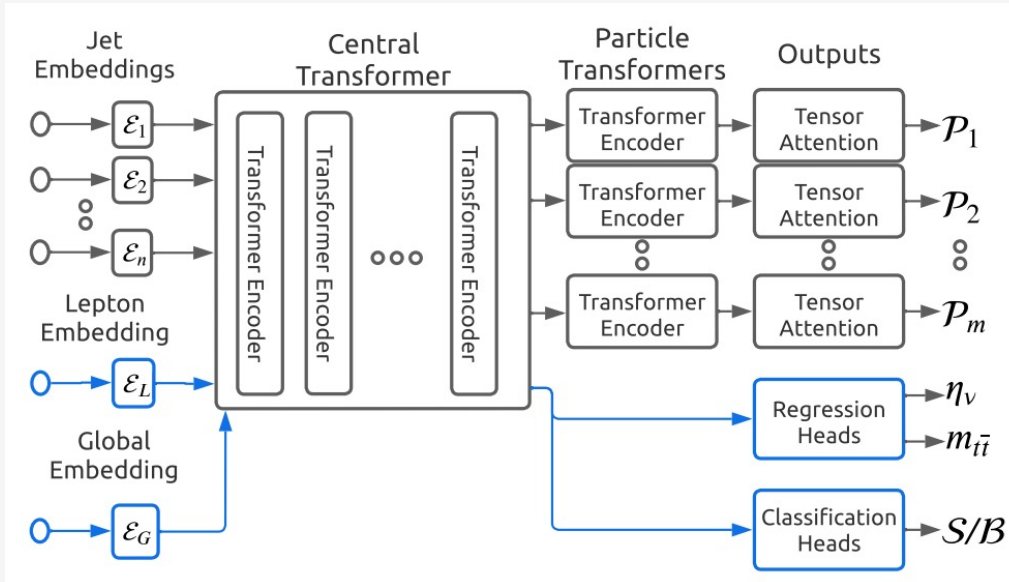 Jet
Embeddings
Central
Transformer
Particle
Transformers
Outputs
ℰ₁
ℰ₂
ℰₙ
Transformer Encoder
Transformer Encoder
Transformer Encoder
Transformer
Encoder
Tensor
Attention
𝒫₁
Transformer
Encoder
Tensor
Attention
𝒫₂
Transformer
Encoder
Tensor
Attention
𝒫ₘ
Lepton
Embedding
ℰ_L
Global
Embedding
ℰ_G
Regression
Heads
η_ν
m_{tt̄}
Classification
Heads
𝒮/ℬ